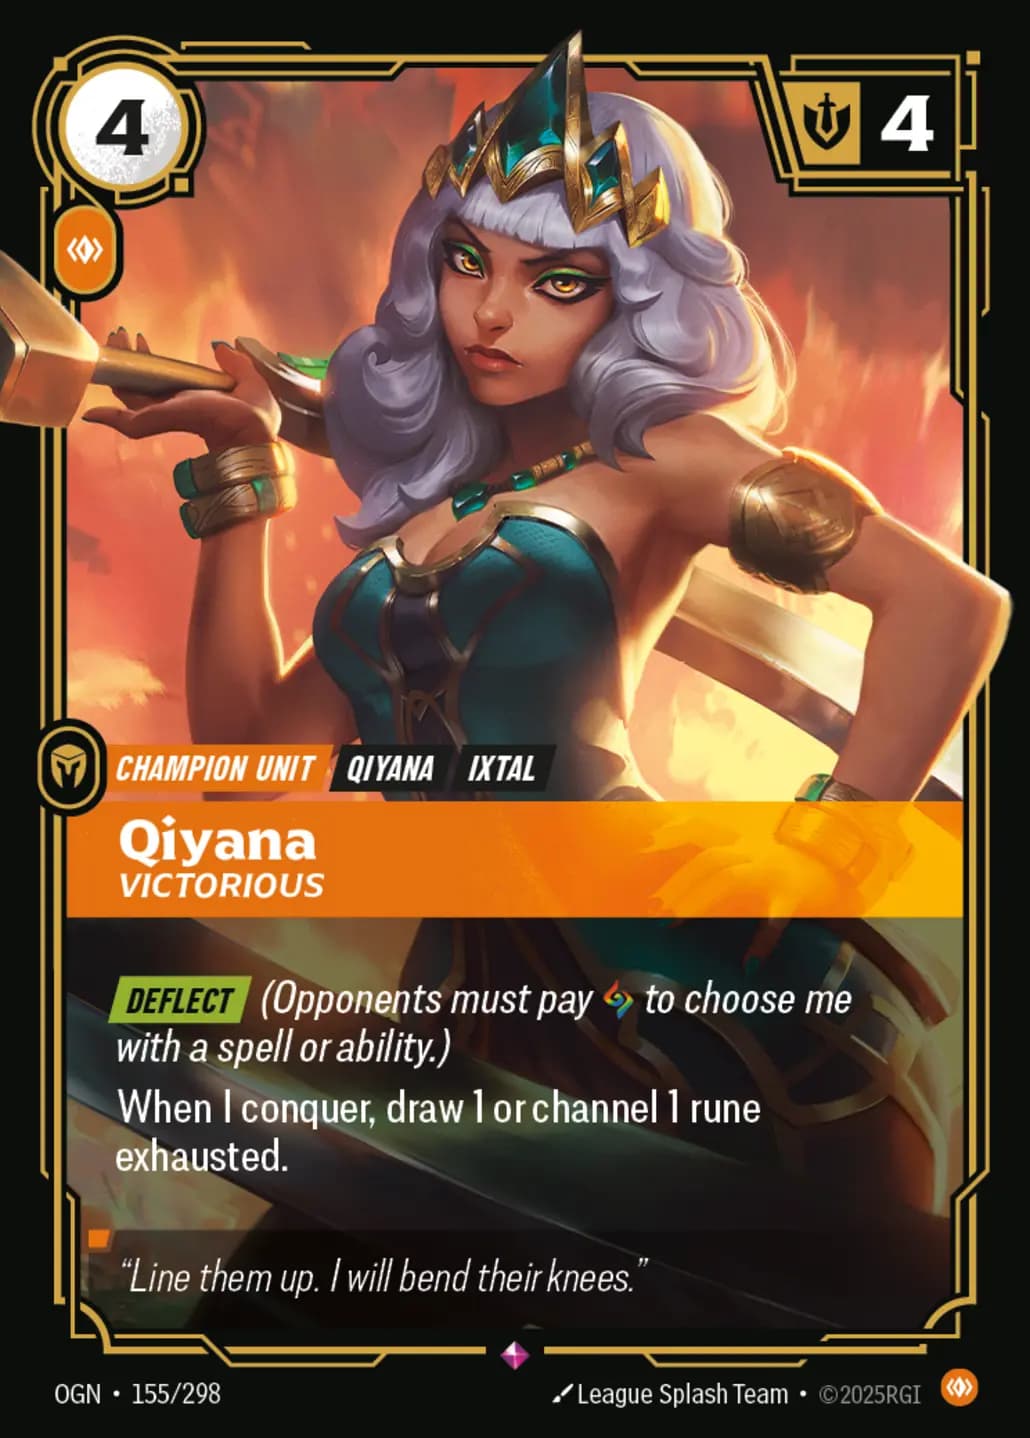 4
4
CHAMPION UNIT QIYANA IXTAL
Qiyana
VICTORIOUS
DEFLECT (Opponents must pay to choose me
with a spell or ability.)
When I conquer, draw 1 or channel 1 rune
exhausted.
“Line them up. I will bend their knees.”
OGN • 155/298
League Splash Team • ©2025RGI